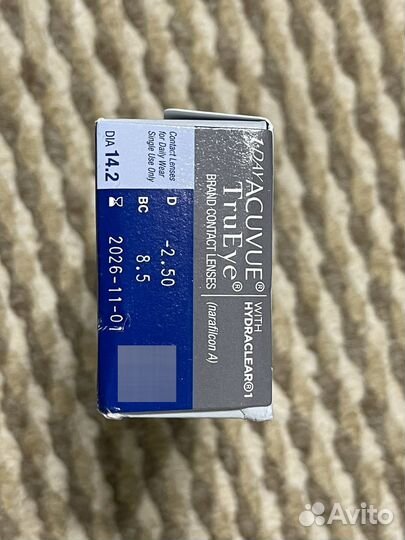 1·DAY ACUVUE®
TruEye®
BRAND CONTACT LENSES
WITH
HYDRACLEAR®1
(narafilcon A)
Contact Lenses
for Daily Wear
Single Use Only
DIA 14.2
D -2.50
BC 8.5
2026-11-01
Avito